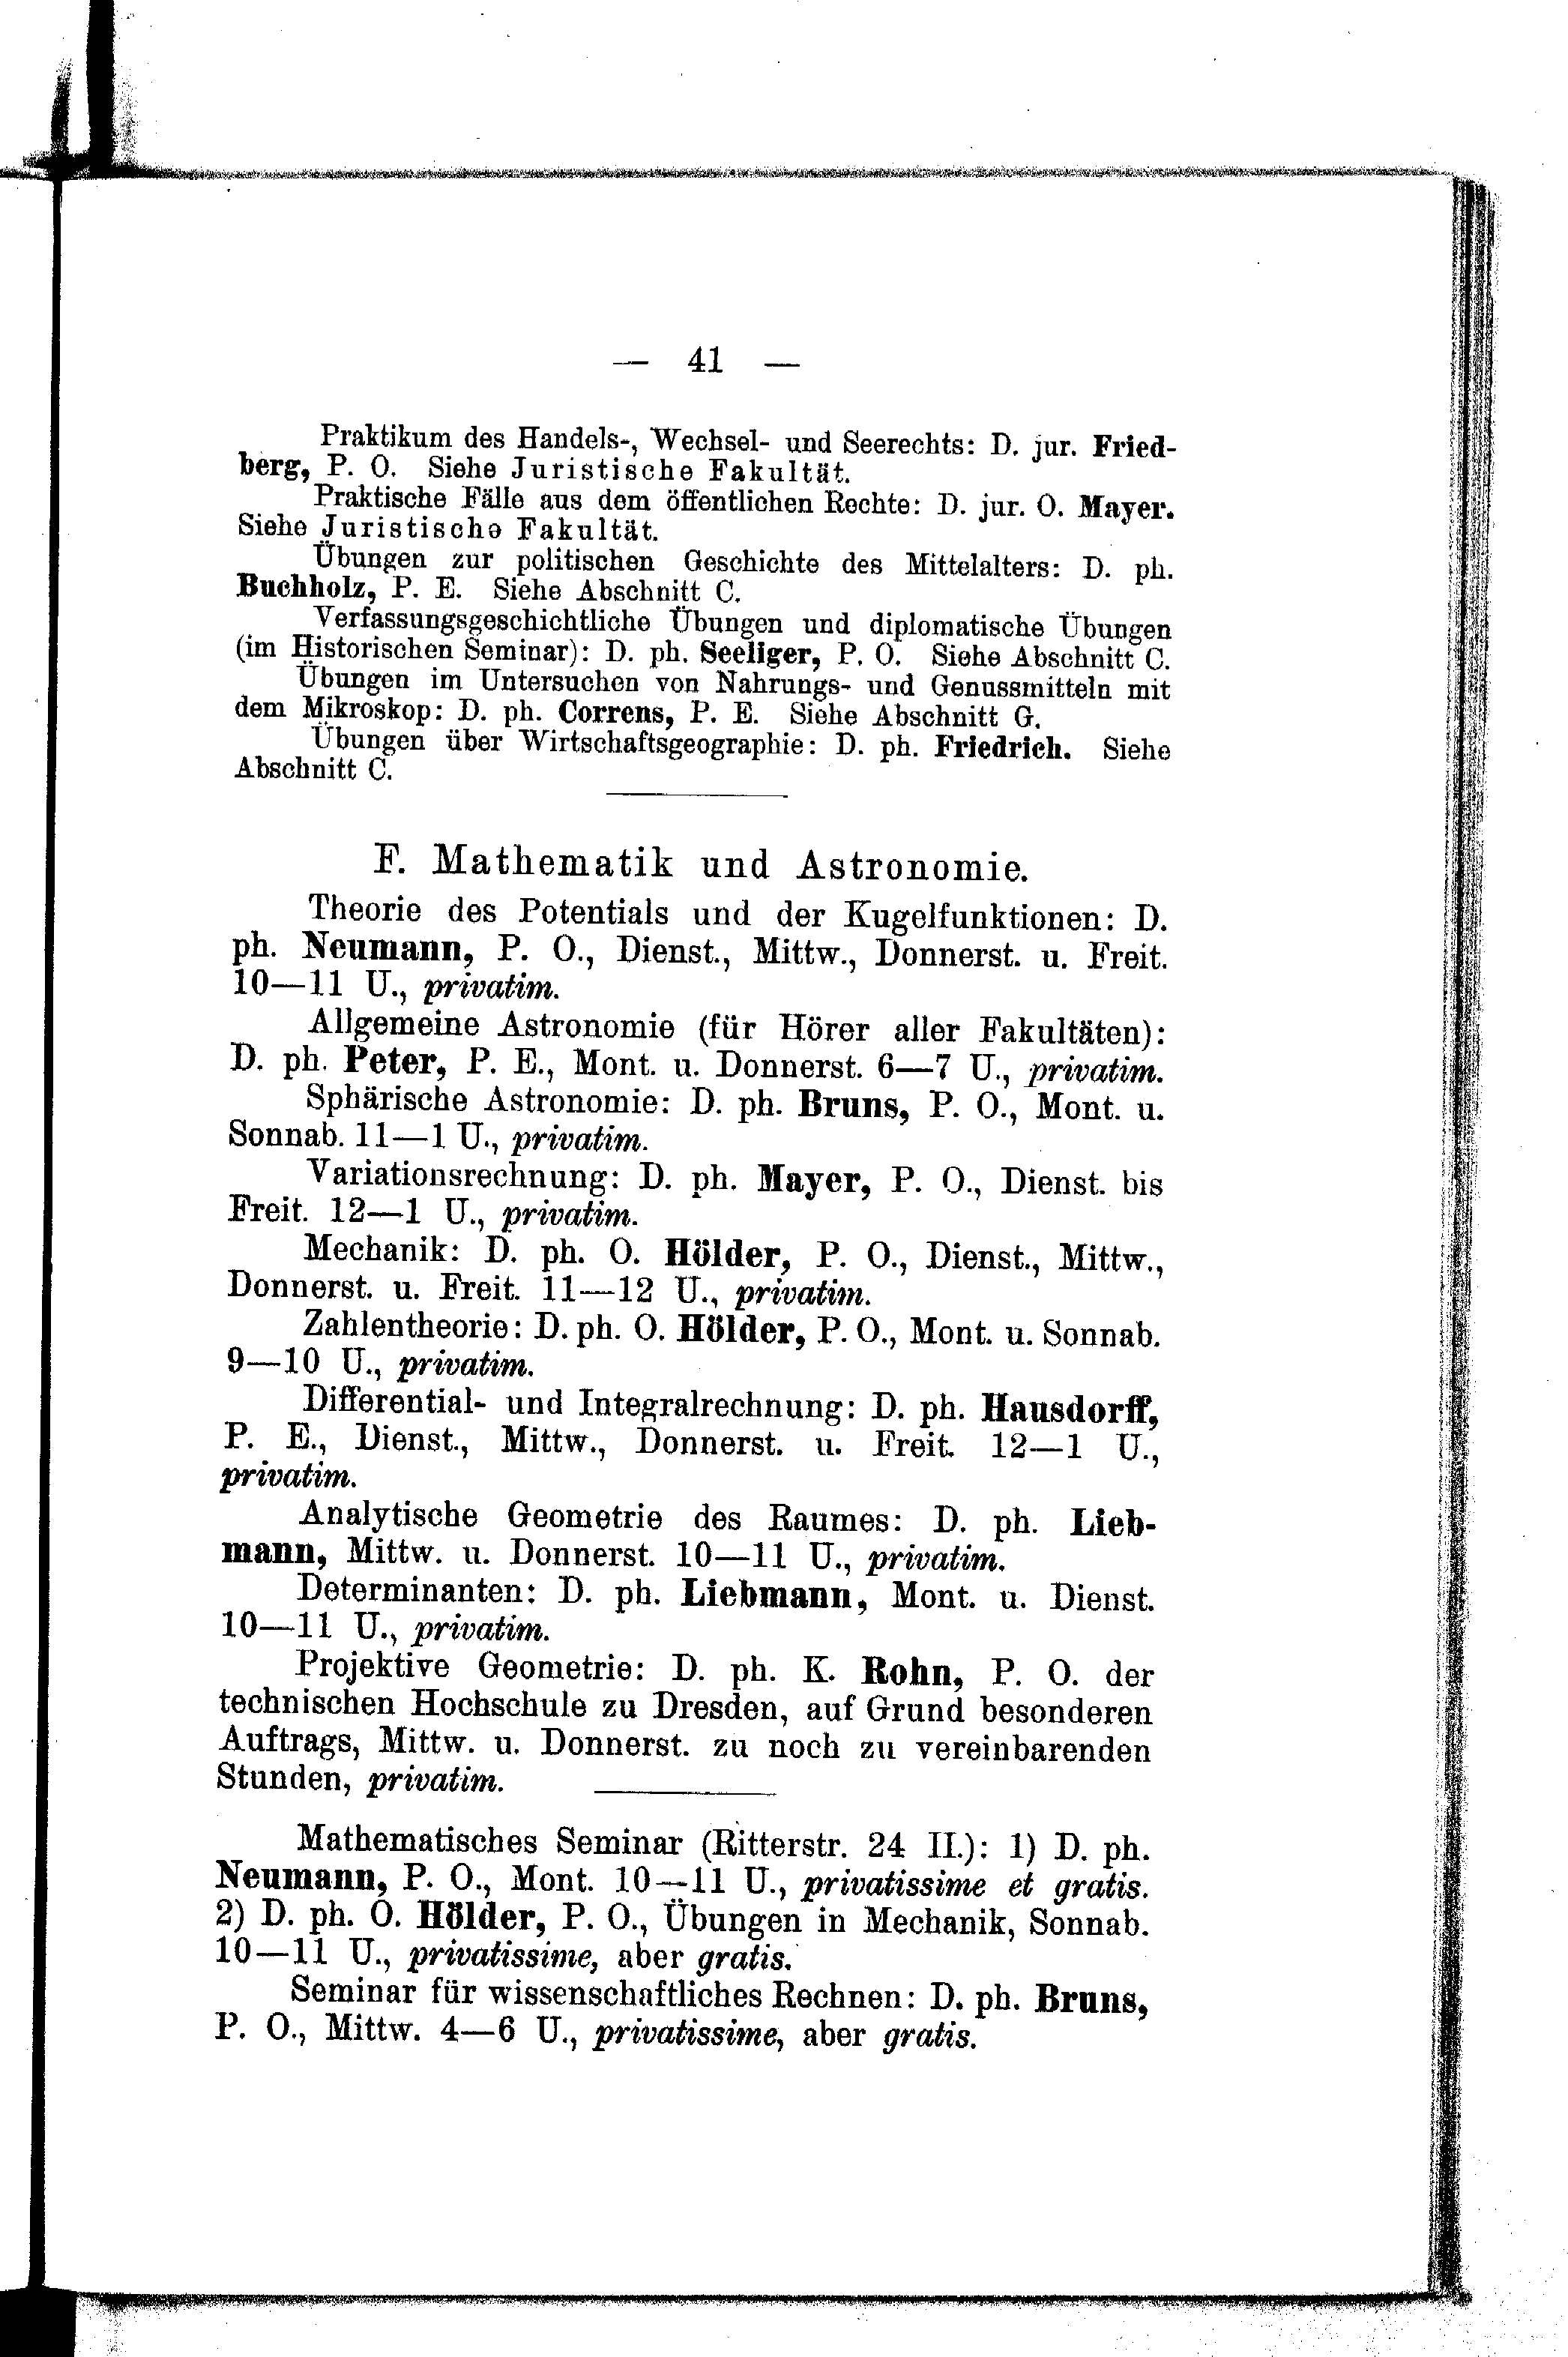 — 41 —
Praktikum des Handels-, Wechsel- und Seerechts: D. jur. Fried-
berg, P. O. Siehe Juristische Fakultät.
Praktische Fälle aus dem öffentlichen Rechte: D. jur. O. Mayer.
Siehe Juristische Fakultät.
Übungen zur politischen Geschichte des Mittelalters: D. ph.
Buchholz, P. E. Siehe Abschnitt C.
Verfassungsgeschichtliche Übungen und diplomatische Übungen
(im Historischen Seminar): D. ph. Seeliger, P. O. Siehe Abschnitt C.
Übungen im Untersuchen von Nahrungs- und Genussmitteln mit
dem Mikroskop: D. ph. Correns, P. E. Siehe Abschnitt G.
Übungen über Wirtschaftsgeographie: D. ph. Friedrich. Siehe
Abschnitt C.
F. Mathematik und Astronomie.
Theorie des Potentials und der Kugelfunktionen: D.
ph. Neumann, P. O., Dienst., Mittw., Donnerst. u. Freit.
10—11 U., privatim.
Allgemeine Astronomie (für Hörer aller Fakultäten):
D. ph. Peter, P. E., Mont. u. Donnerst. 6—7 U., privatim.
Sphärische Astronomie: D. ph. Bruns, P. O., Mont. u.
Sonnab. 11—1 U., privatim.
Variationsrechnung: D. ph. Mayer, P. O., Dienst. bis
Freit. 12—1 U., privatim.
Mechanik: D. ph. O. Hölder, P. O., Dienst., Mittw.,
Donnerst. u. Freit. 11—12 U., privatim.
Zahlentheorie: D. ph. O. Hölder, P. O., Mont. u. Sonnab.
9—10 U., privatim.
Differential- und Integralrechnung: D. ph. Hausdorff,
P. E., Dienst., Mittw., Donnerst. u. Freit. 12—1 U.,
privatim.
Analytische Geometrie des Raumes: D. ph. Lieb-
mann, Mittw. u. Donnerst. 10—11 U., privatim.
Determinanten: D. ph. Liebmann, Mont. u. Dienst.
10—11 U., privatim.
Projektive Geometrie: D. ph. K. Rohn, P. O. der
technischen Hochschule zu Dresden, auf Grund besonderen
Auftrags, Mittw. u. Donnerst. zu noch zu vereinbarenden
Stunden, privatim.
Mathematisches Seminar (Ritterstr. 24 II.): 1) D. ph.
Neumann, P. O., Mont. 10—11 U., privatissime et gratis.
2) D. ph. O. Hölder, P. O., Übungen in Mechanik, Sonnab.
10—11 U., privatissime, aber gratis.
Seminar für wissenschaftliches Rechnen: D. ph. Bruns,
P. O., Mittw. 4—6 U., privatissime, aber gratis.